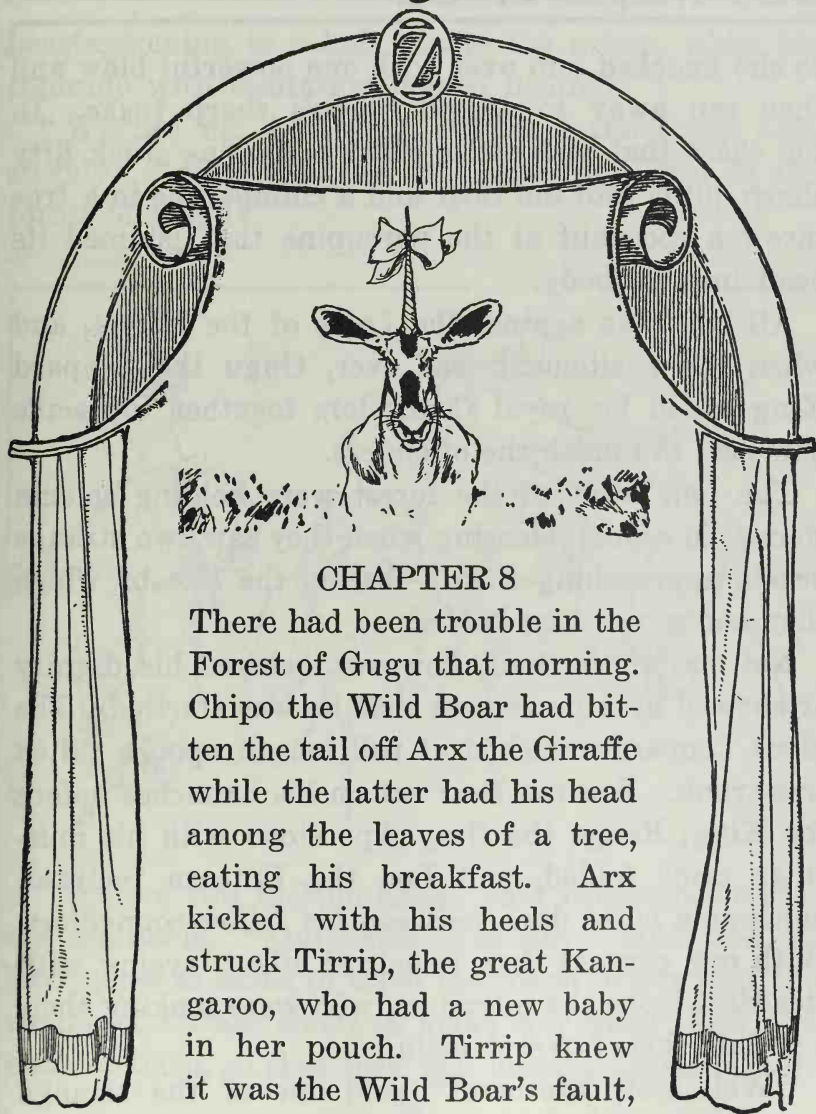 OZ
CHAPTER 8
There had been trouble in the
Forest of Gugu that morning.
Chipo the Wild Boar had bit-
ten the tail off Arx the Giraffe
while the latter had his head
among the leaves of a tree,
eating his breakfast. Arx
kicked with his heels and
struck Tirrip, the great Kan-
garoo, who had a new baby
in her pouch. Tirrip knew
it was the Wild Boar's fault,